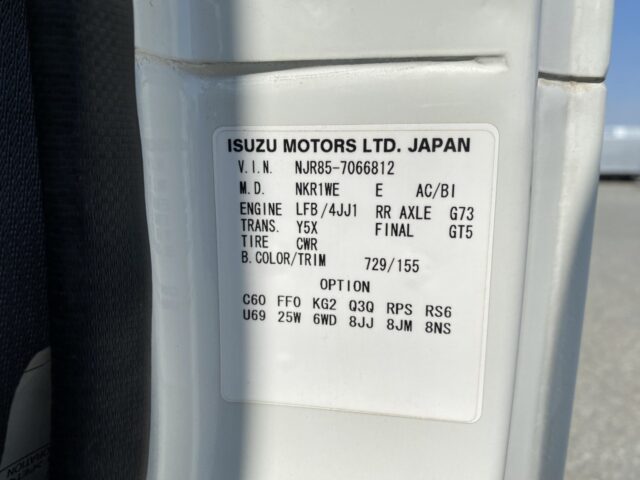 ISUZU MOTORS LTD. JAPAN
V.I.N. NJR85-7066812
M.D. NKR1WE E AC/BI
ENGINE LFB/4JJ1 RR AXLE G73
TRANS. Y5X FINAL GT5
TIRE CWR
B.COLOR/TRIM 729/155
OPTION
C60 FF0 KG2 Q3Q RPS RS6
U69 25W 6WD 8JJ 8JM 8NS